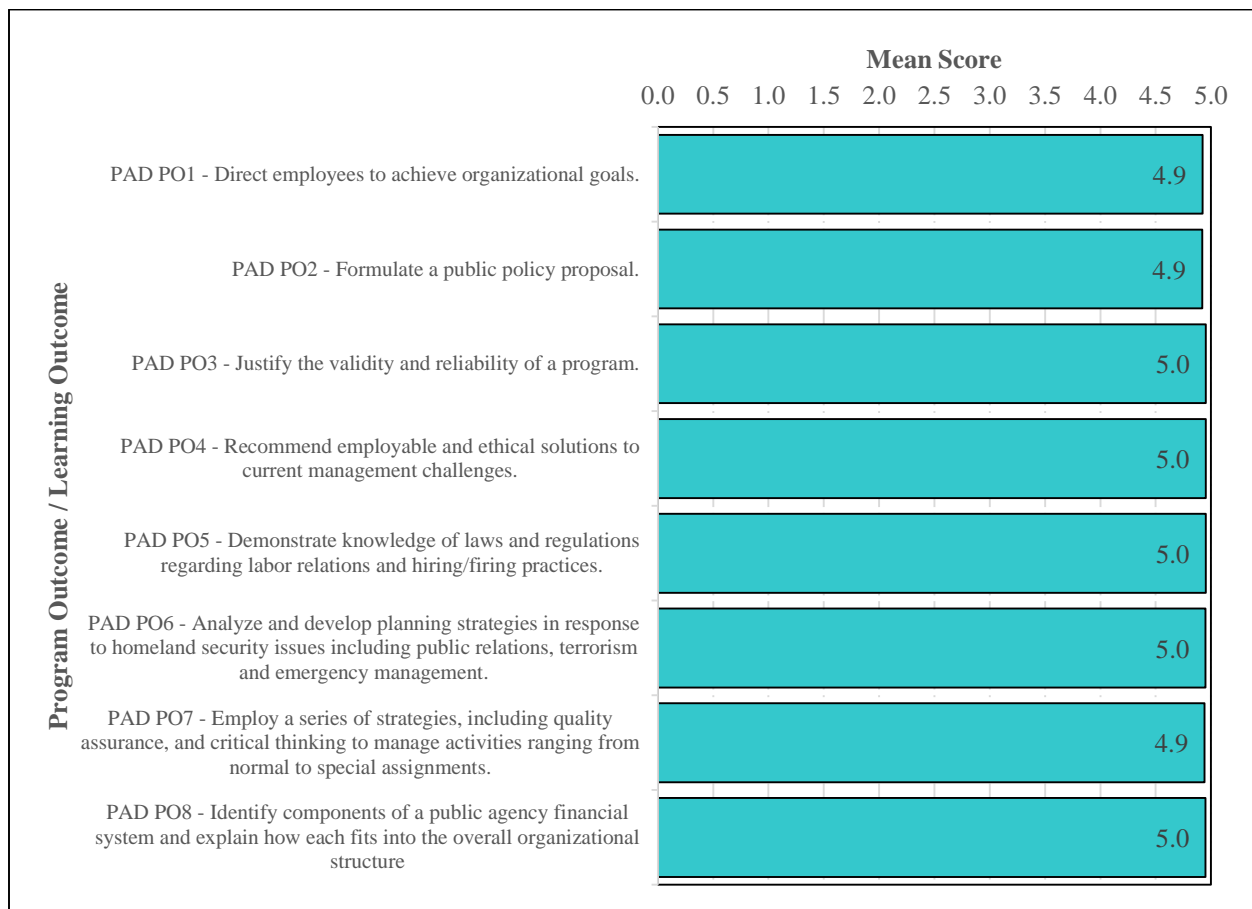 Mean Score
0.0 0.5 1.0 1.5 2.0 2.5 3.0 3.5 4.0 4.5 5.0
Program Outcome / Learning Outcome
PAD PO1 - Direct employees to achieve organizational goals.
4.9
PAD PO2 - Formulate a public policy proposal.
4.9
PAD PO3 - Justify the validity and reliability of a program.
5.0
PAD PO4 - Recommend employable and ethical solutions to
current management challenges.
5.0
PAD PO5 - Demonstrate knowledge of laws and regulations
regarding labor relations and hiring/firing practices.
5.0
PAD PO6 - Analyze and develop planning strategies in response
to homeland security issues including public relations, terrorism
and emergency management.
5.0
PAD PO7 - Employ a series of strategies, including quality
assurance, and critical thinking to manage activities ranging from
normal to special assignments.
4.9
PAD PO8 - Identify components of a public agency financial
system and explain how each fits into the overall organizational
structure
5.0